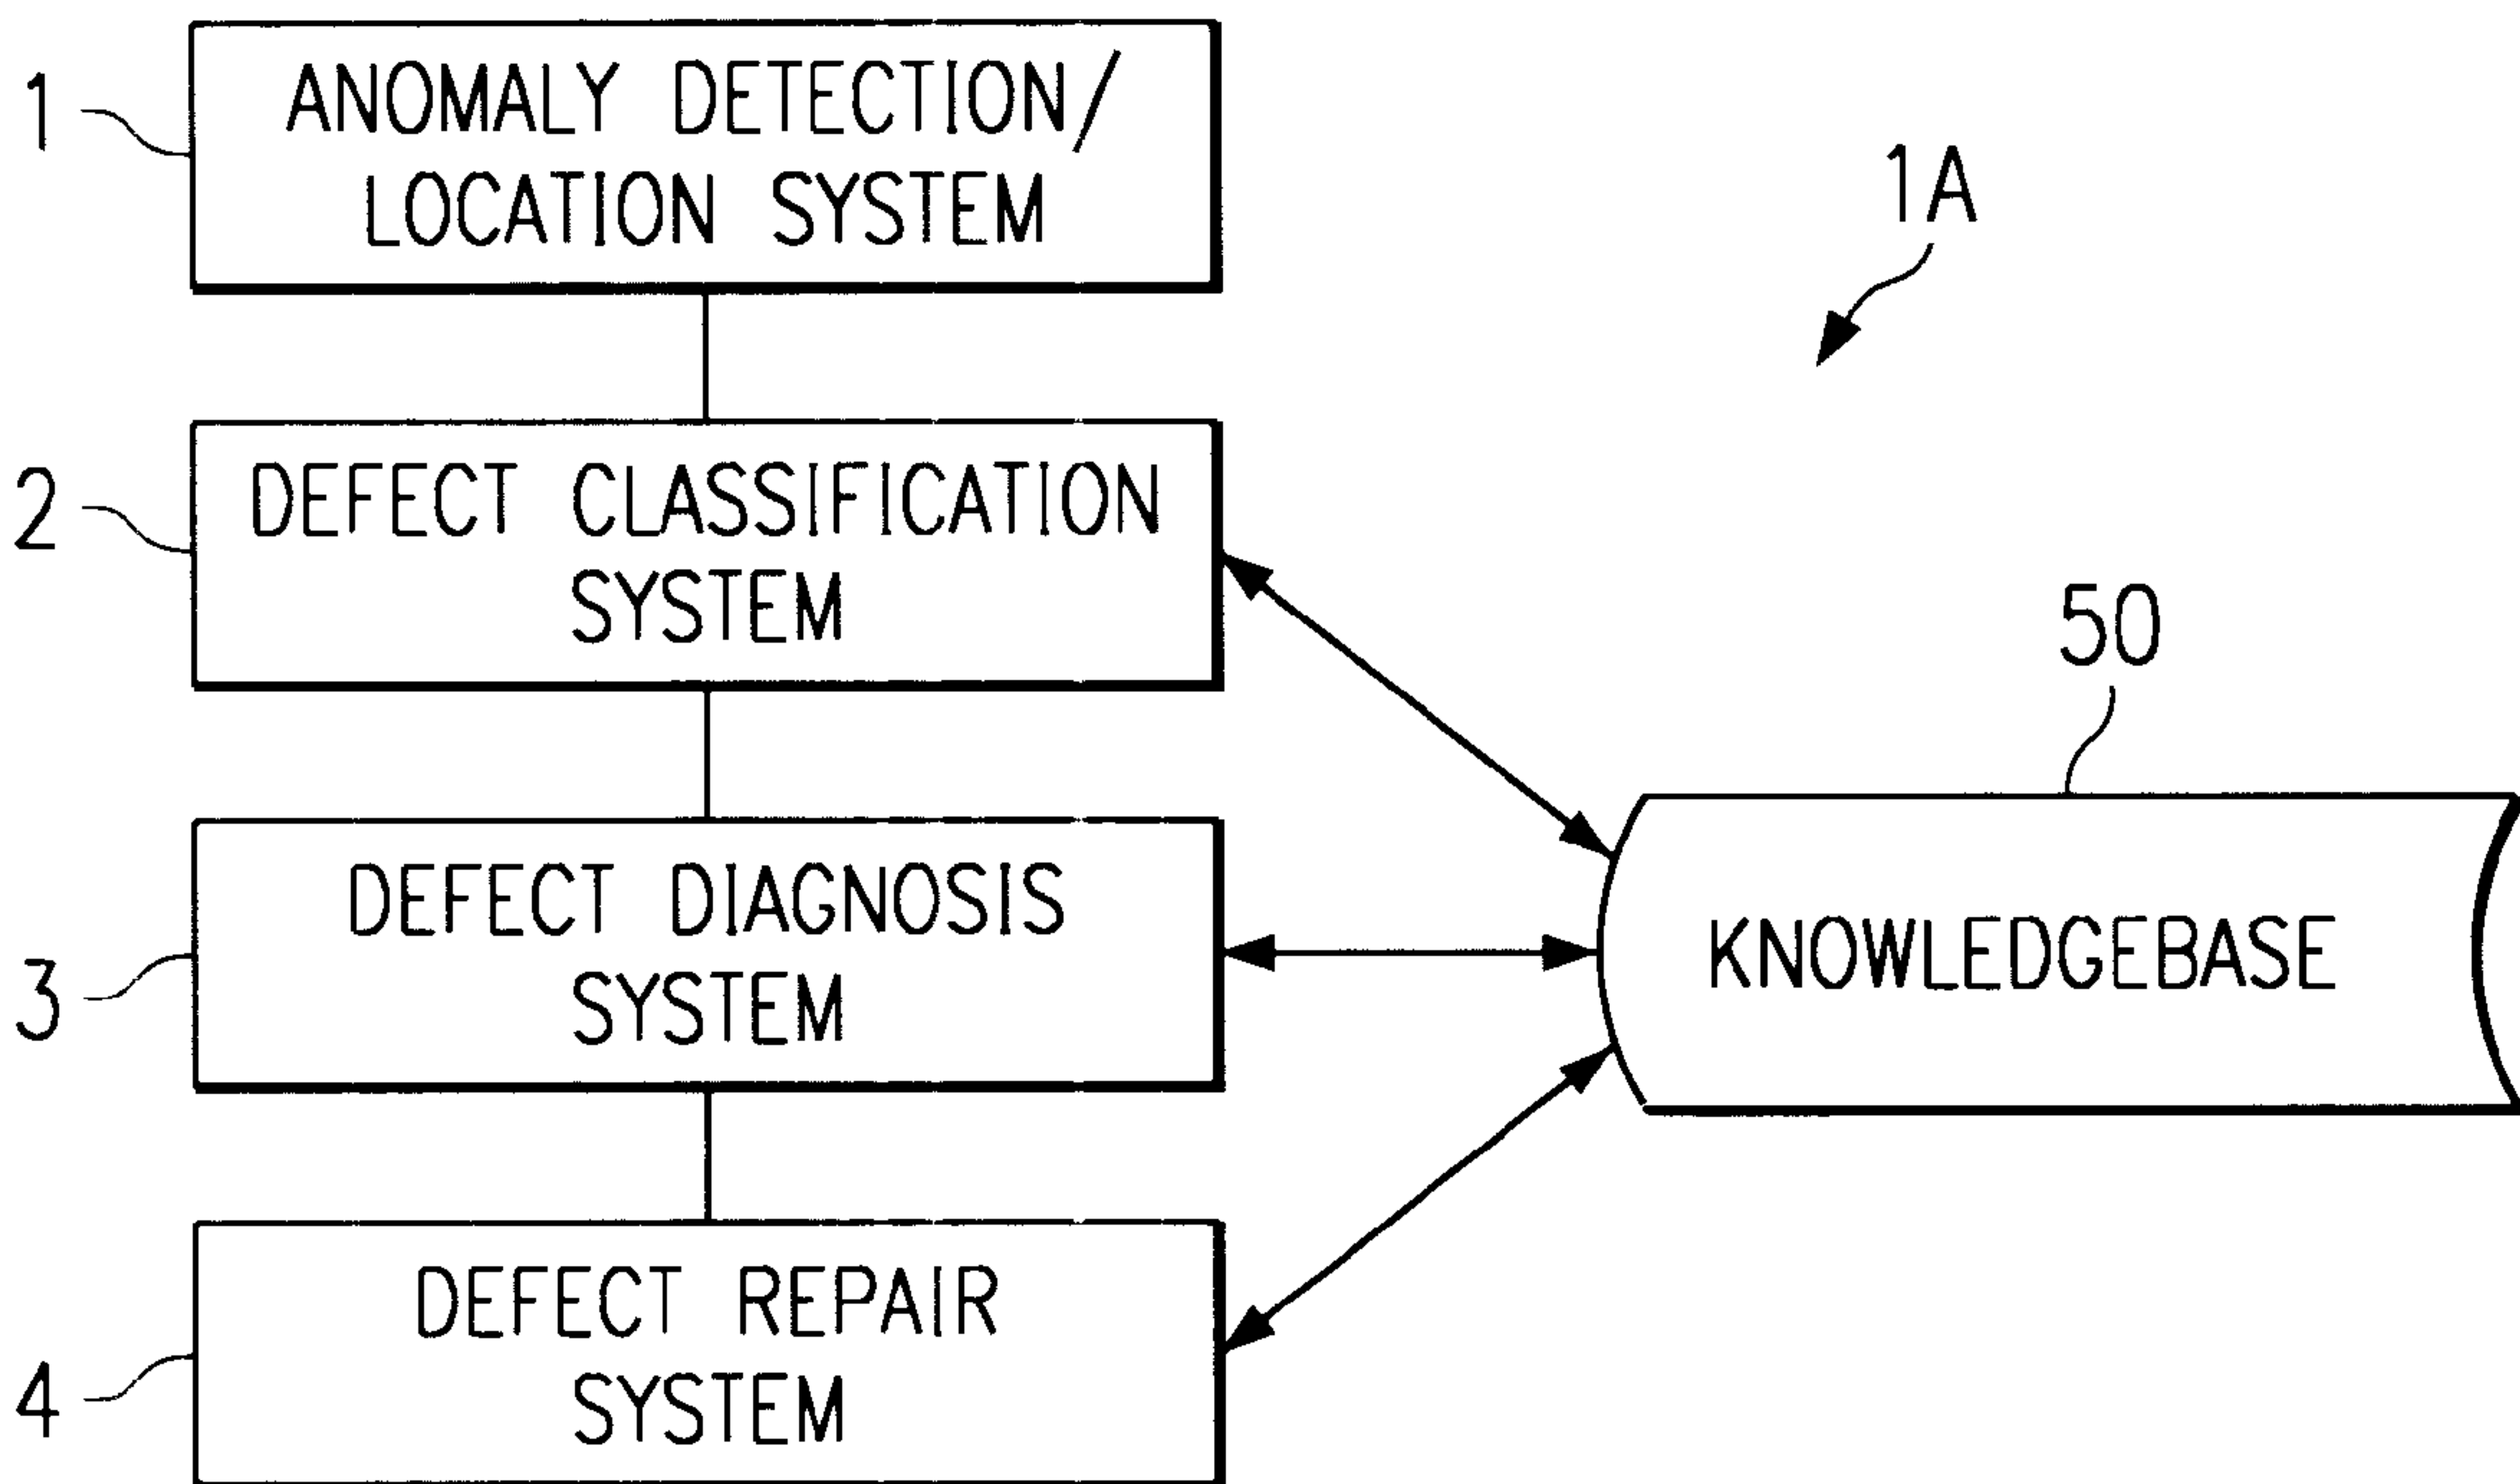 1
ANOMALY DETECTION/
LOCATION SYSTEM
1A
2
DEFECT CLASSIFICATION
SYSTEM
50
3
DEFECT DIAGNOSIS
SYSTEM
KNOWLEDGEBASE
4
DEFECT REPAIR
SYSTEM